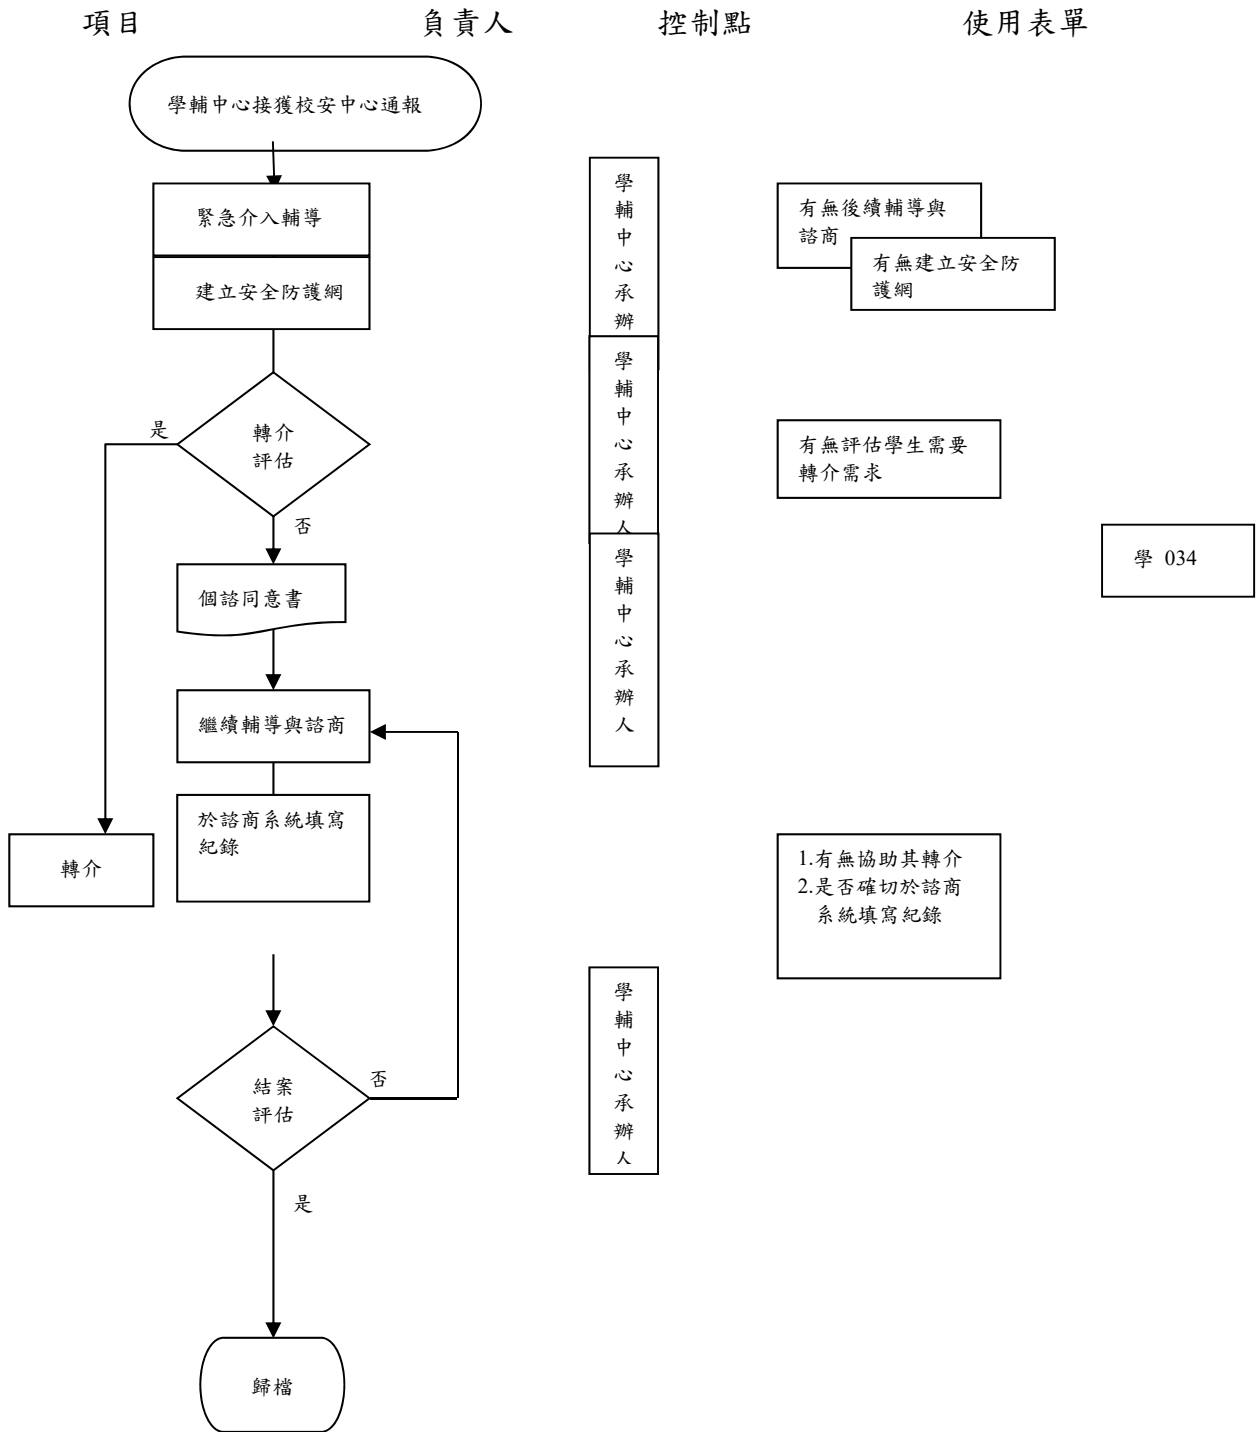 項目 負責人 控制點 使用表單
學輔中心接獲校安中心通報
緊急介入輔導
建立安全防護網
學
輔
中
心
承
辦
有無後續輔導與
諮商
有無建立安全防
護網
是
轉介
評估
否
學
輔
中
心
承
辦
人
有無評估學生需要
轉介需求
個諮同意書
學
輔
中
心
承
辦
人
學 034
繼續輔導與諮商
於諮商系統填寫
紀錄
轉介
1.有無協助其轉介
2.是否確切於諮商
系統填寫紀錄
結案
評估
否
是
學
輔
中
心
承
辦
人
歸檔